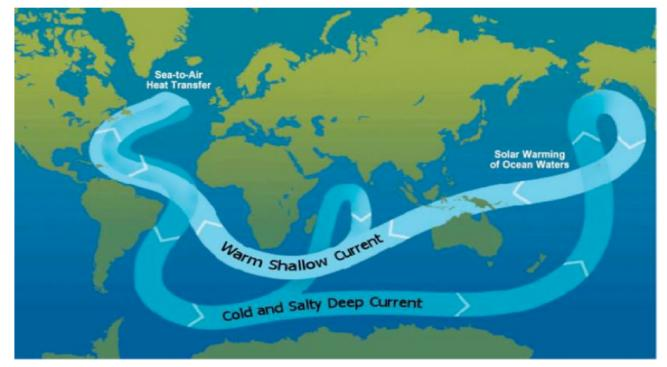 Sea-to-Air
Heat Transfer
Solar Warming
of Ocean Waters
Warm Shallow Current
Cold and Salty Deep Current